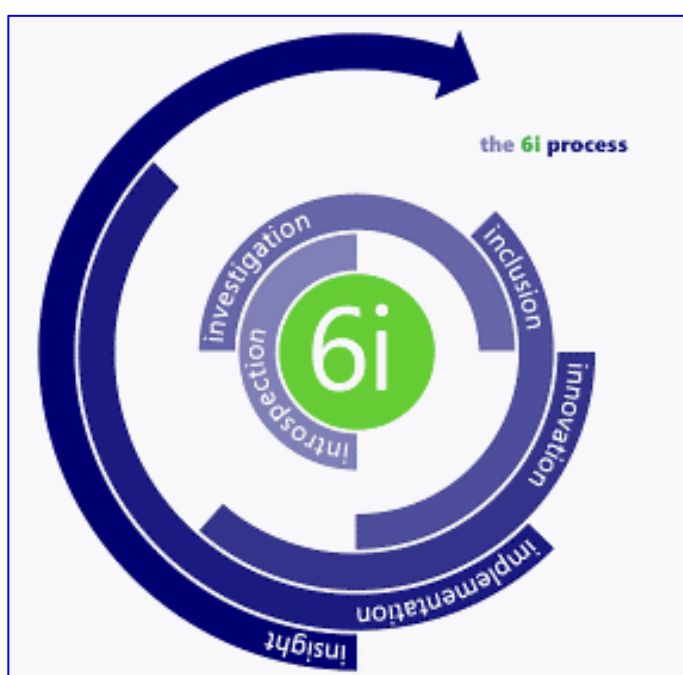 the 6i process
investigation
inclusion
6i
introspection
innovation
implementation
insight